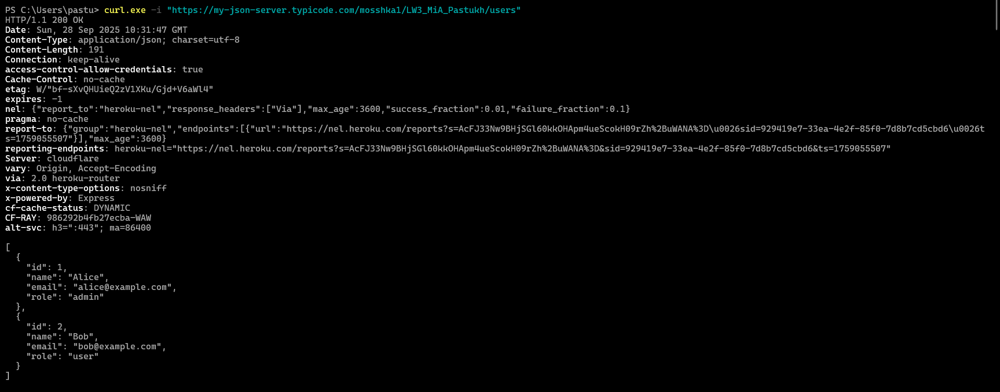 PS C:\Users\pastu> curl.exe -i "https://my-json-server.typicode.com/mosshka1/LW3_MiA_Pastukh/users"
HTTP/1.1 200 OK
Date: Sun, 28 Sep 2025 10:31:47 GMT
Content-Type: application/json; charset=utf-8
Content-Length: 191
Connection: keep-alive
access-control-allow-credentials: true
Cache-Control: no-cache
etag: W/"bf-sXvQHUieQ2zV1XKu/Gjd+V6aWl4"
expires: -1
nel: {"report_to":"heroku-nel","response_headers":["Via"],"max_age":3600,"success_fraction":0.01,"failure_fraction":0.1}
pragma: no-cache
report-to: {"group":"heroku-nel","endpoints":[{"url":"https://nel.heroku.com/reports?s=AcFJ33Nw9BHjSGl60kkOHApm4ueScokH09rZh%2BuWANA%3D\u0026sid=929419e7-33ea-4e2f-85f0-7d8b7cd5cbd6\u0026t
s=1759055507"}],"max_age":3600}
reporting-endpoints: heroku-nel="https://nel.heroku.com/reports?s=AcFJ33Nw9BHjSGl60kkOHApm4ueScokH09rZh%2BuWANA%3D&sid=929419e7-33ea-4e2f-85f0-7d8b7cd5cbd6&ts=1759055507"
Server: cloudflare
vary: Origin, Accept-Encoding
via: 2.0 heroku-router
x-content-type-options: nosniff
x-powered-by: Express
cf-cache-status: DYNAMIC
CF-RAY: 986292b4fb27ecba-WAW
alt-svc: h3=":443"; ma=86400

[
  {
    "id": 1,
    "name": "Alice",
    "email": "alice@example.com",
    "role": "admin"
  },
  {
    "id": 2,
    "name": "Bob",
    "email": "bob@example.com",
    "role": "user"
  }
]